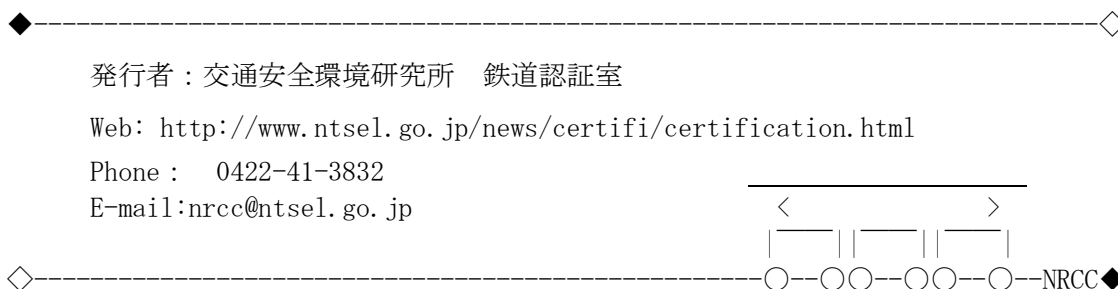 発行者：交通安全環境研究所　鉄道認証室
Web: http://www.ntsel.go.jp/news/certifi/certification.html
Phone：　0422-41-3832
E-mail:nrcc@ntsel.go.jp
NRCC